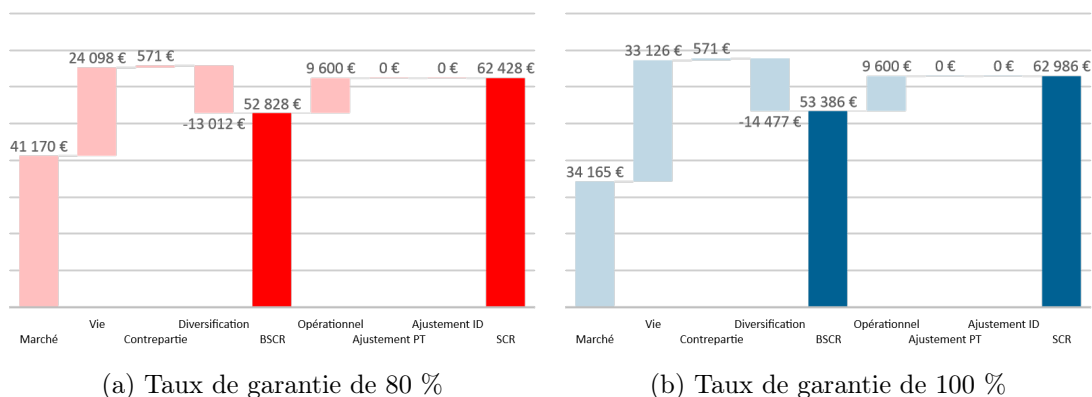 24 098 € 571 €
9 600 € 0 € 0 € 62 428 €
-13 012 € 52 828 €
41 170 €
Vie Diversification Opérationnel Ajustement ID
Marché Contrepartie BSCR Ajustement PT SCR
(a) Taux de garantie de 80 %
33 126 € 571 €
9 600 € 0 € 0 € 62 986 €
53 386 €
-14 477 €
34 165 €
Vie Diversification Opérationnel Ajustement ID
Marché Contrepartie BSCR Ajustement PT SCR
(b) Taux de garantie de 100 %